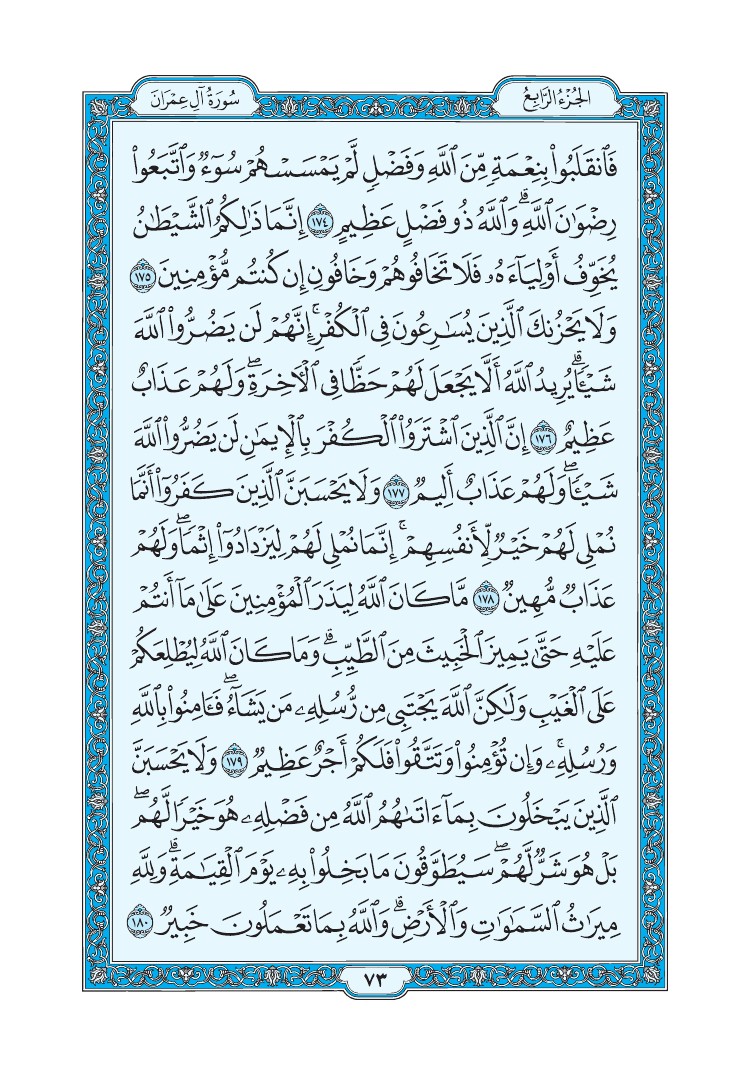 الجُزْءُ الرَّابِعُ
سُورَةُ آلِ عِمْرَانَ
فَٱنقَلَبُوا۟ بِنِعْمَةٍ مِّنَ ٱللَّهِ وَفَضْلٍ لَّمْ يَمْسَسْهُمْ سُوٓءٌ وَٱتَّبَعُوا۟
رِضْوَٰنَ ٱللَّهِ ۗ وَٱللَّهُ ذُو فَضْلٍ عَظِيمٍ ١٧٤ إِنَّمَا ذَٰلِكُمُ ٱلشَّيْطَٰنُ
يُخَوِّفُ أَوْلِيَآءَهُۥ فَلَا تَخَافُوهُمْ وَخَافُونِ إِن كُنتُم مُّؤْمِنِينَ ١٧٥
وَلَا يَحْزُنكَ ٱلَّذِينَ يُسَٰرِعُونَ فِى ٱلْكُفْرِ ۚ إِنَّهُمْ لَن يَضُرُّوا۟ ٱللَّهَ
شَيْـًٔا ۗ يُرِيدُ ٱللَّهُ أَلَّا يَجْعَلَ لَهُمْ حَظًّا فِى ٱلْـَٔاخِرَةِ ۖ وَلَهُمْ عَذَابٌ
عَظِيمٌ ١٧٦ إِنَّ ٱلَّذِينَ ٱشْتَرَوُا۟ ٱلْكُفْرَ بِٱلْإِيمَٰنِ لَن يَضُرُّوا۟ ٱللَّهَ
شَيْـًٔا ۖ وَلَهُمْ عَذَابٌ أَلِيمٌ ١٧٧ وَلَا يَحْسَبَنَّ ٱلَّذِينَ كَفَرُوٓا۟ أَنَّمَا
نُمْلِى لَهُمْ خَيْرٌ لِّأَنفُسِهِمْ ۚ إِنَّمَا نُمْلِى لَهُمْ لِيَزْدَادُوٓا۟ إِثْمًا ۖ وَلَهُمْ
عَذَابٌ مُّهِينٌ ١٧٨ مَّا كَانَ ٱللَّهُ لِيَذَرَ ٱلْمُؤْمِنِينَ عَلَىٰ مَآ أَنتُمْ
عَلَيْهِ حَتَّىٰ يَمِيزَ ٱلْخَبِيثَ مِنَ ٱلطَّيِّبِ ۗ وَمَا كَانَ ٱللَّهُ لِيُطْلِعَكُمْ
عَلَى ٱلْغَيْبِ وَلَٰكِنَّ ٱللَّهَ يَجْتَبِى مِن رُّسُلِهِۦ مَن يَشَآءُ ۖ فَـَٔامِنُوا۟ بِٱللَّهِ
وَرُسُلِهِۦ ۚ وَإِن تُؤْمِنُوا۟ وَتَتَّقُوا۟ فَلَكُمْ أَجْرٌ عَظِيمٌ ١٧٩ وَلَا يَحْسَبَنَّ
ٱلَّذِينَ يَبْخَلُونَ بِمَآ ءَاتَىٰهُمُ ٱللَّهُ مِن فَضْلِهِۦ هُوَ خَيْرًا لَّهُم ۖ
بَلْ هُوَ شَرٌّ لَّهُمْ ۖ سَيُطَوَّقُونَ مَا بَخِلُوا۟ بِهِۦ يَوْمَ ٱلْقِيَٰمَةِ ۗ وَلِلَّهِ
مِيرَٰثُ ٱلسَّمَٰوَٰتِ وَٱلْأَرْضِ ۗ وَٱللَّهُ بِمَا تَعْمَلُونَ خَبِيرٌ ١٨٠
٧٣